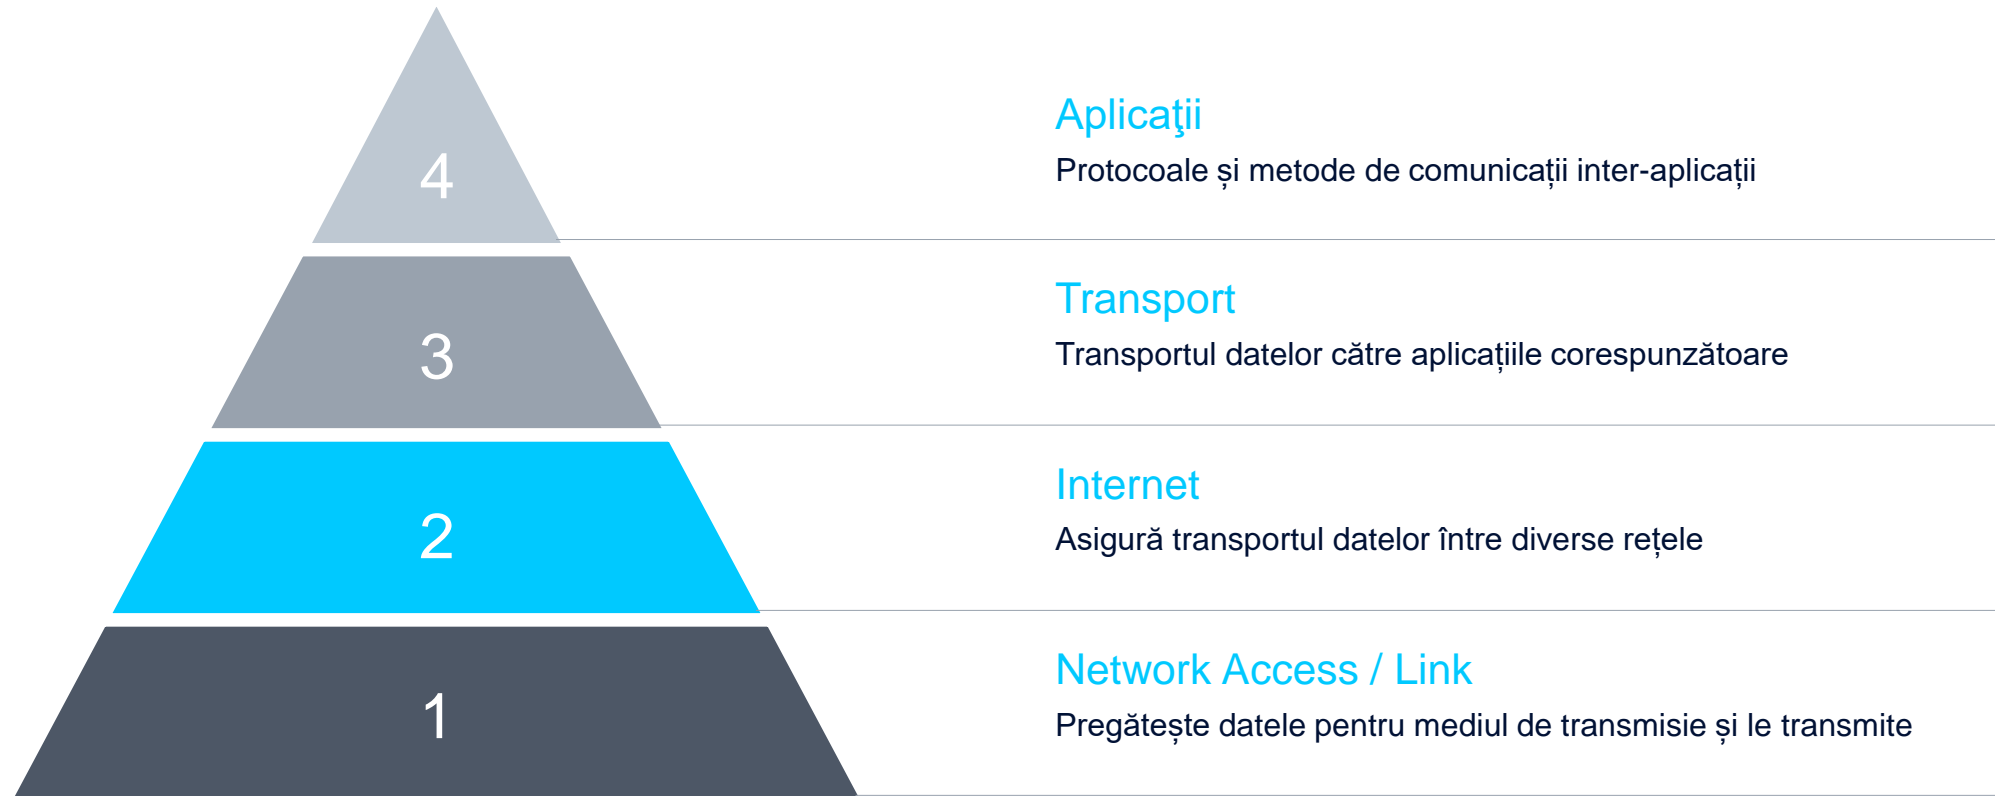 4
Aplicaţii
Protocoale și metode de comunicații inter-aplicații
3
Transport
Transportul datelor către aplicațiile corespunzătoare
2
Internet
Asigură transportul datelor între diverse rețele
1
Network Access / Link
Pregătește datele pentru mediul de transmisie și le transmite